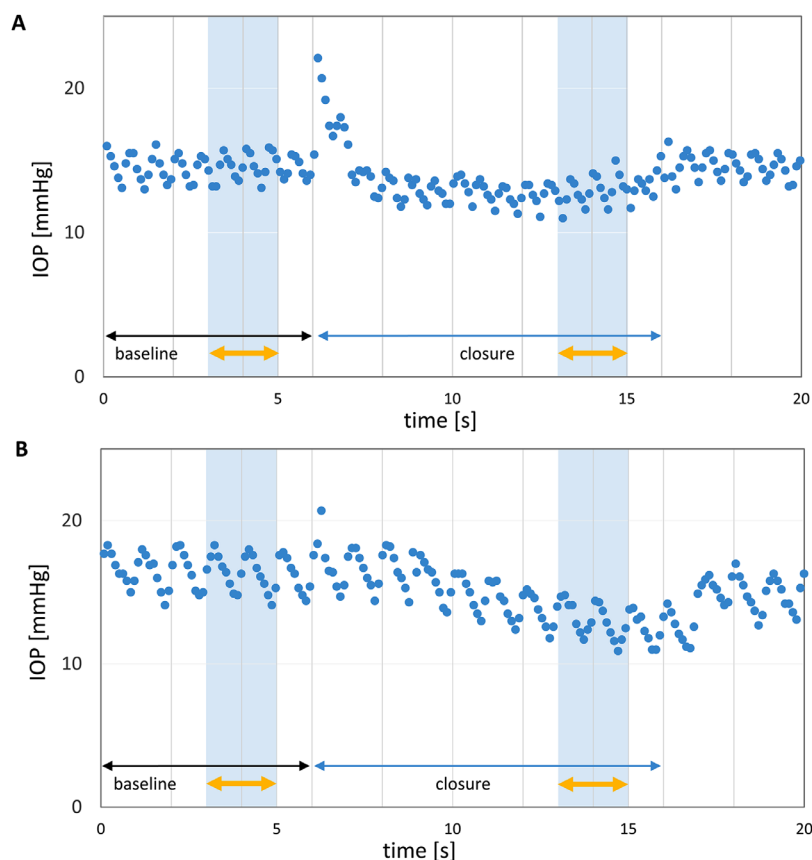 A
20
10
0
IOP [mmHg]
baseline
closure
0 5 10 15 20
time [s]
B
20
10
0
IOP [mmHg]
baseline
closure
0 5 10 15 20
time [s]